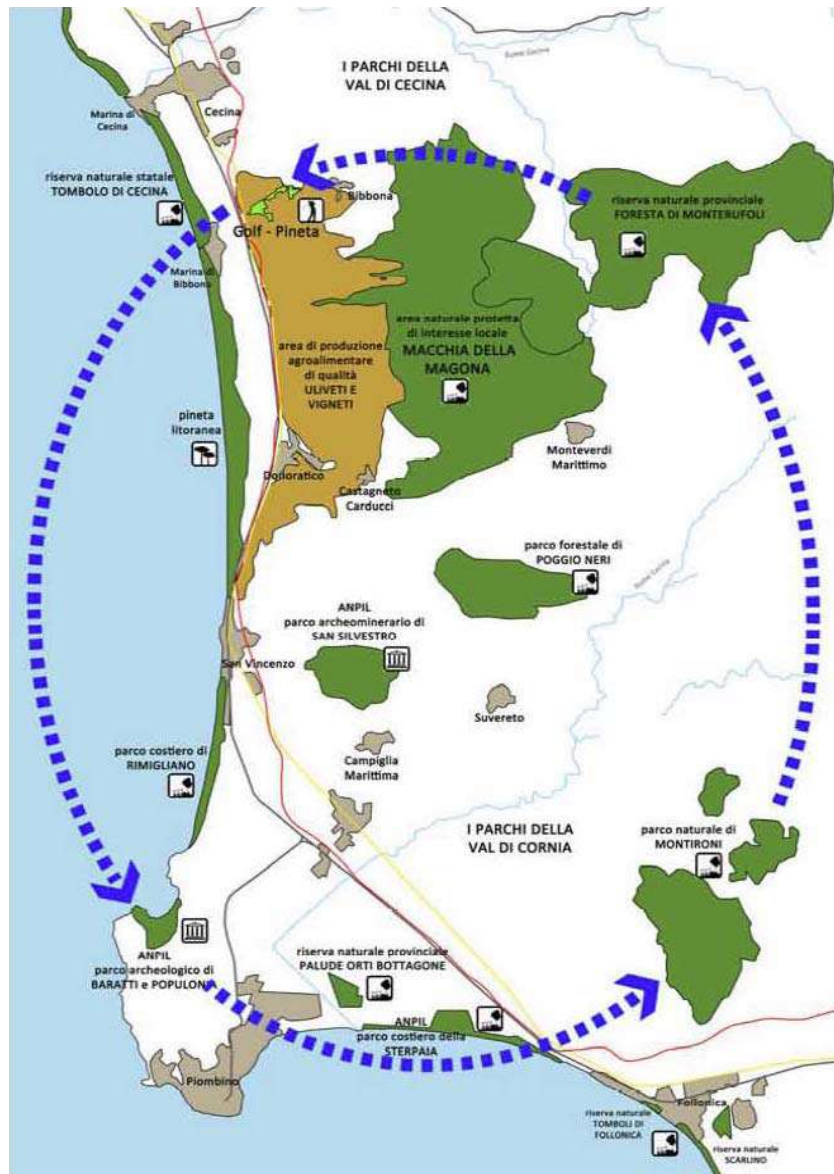 I PARCHI DELLA
VAL DI CECINA
fiume Cecina
Marina di
Cecina
Cecina
riserva naturale statale
TOMBOLO DI CECINA
Bibbona
Golf - Pineta
riserva naturale provinciale
FORESTA DI MONTERUFOLI
Marina di
Bibbona
area di produzione
agroalimentare
di qualità
ULIVETI E
VIGNETI
area naturale protetta
di interesse locale
MACCHIA DELLA
MAGONA
pineta
litoranea
Donoratico
Castagneto
Carducci
Monteverdi
Marittimo
parco forestale di
POGGIO NERI
fiume Cecina
ANPIL
parco archeominerario di
SAN SILVESTRO
San Vincenzo
Suvereto
parco costiero di
RIMIGLIANO
Campiglia
Marittima
I PARCHI DELLA
VAL DI CORNIA
parco naturale di
MONTIRONI
ANPIL
parco archeologico di
BARATTI e POPULONIA
riserva naturale provinciale
PALUDE ORTI BOTTAGONE
ANPIL
parco costiero della
STERPAIA
Piombino
Follonica
riserva naturale
TOMBOLI DI
FOLLONICA
riserva naturale
SCARLINO